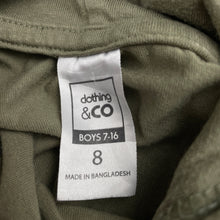 clothing
&CO
BOYS 7-16
8
MADE IN BANGLADESH